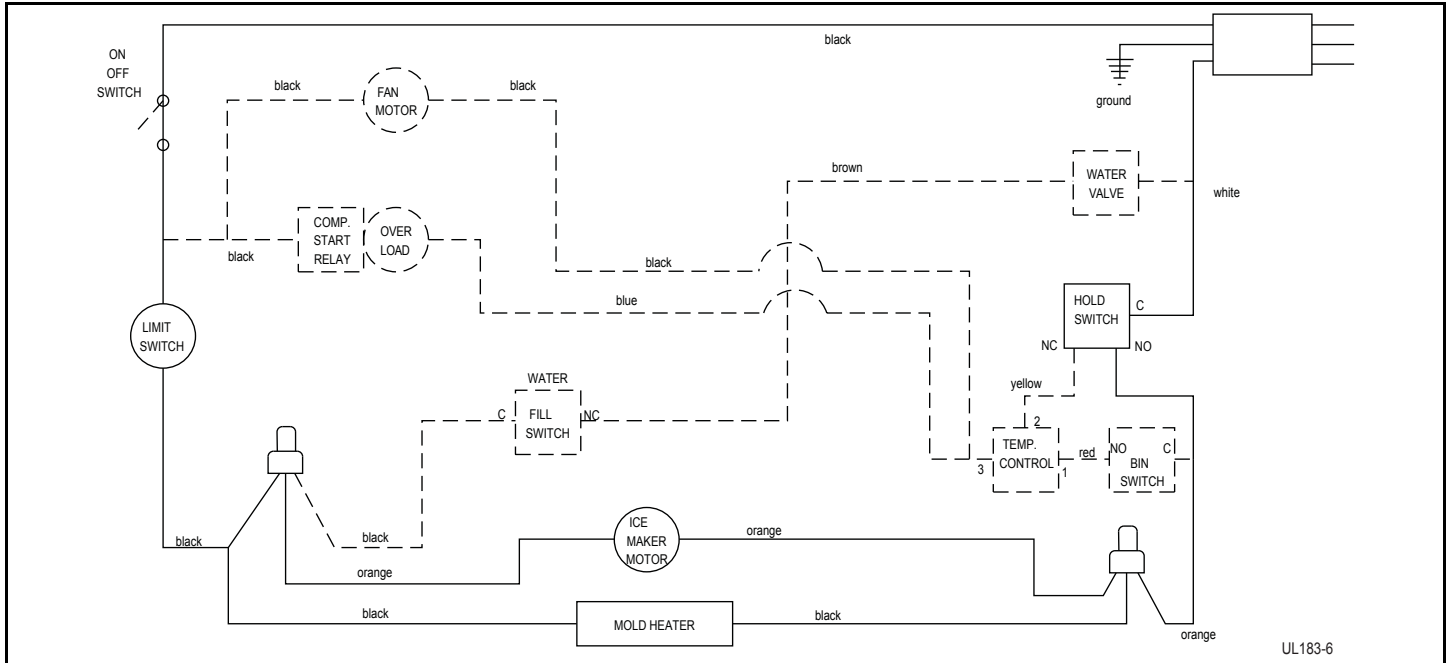 black
ON
OFF
SWITCH
ground
black
FAN
MOTOR
black
brown
WATER
VALVE
white
COMP.
START
RELAY
OVER
LOAD
black
black
blue
HOLD
SWITCH
C
NC
NO
LIMIT
SWITCH
yellow
WATER
C
FILL
SWITCH
NC
2
TEMP.
CONTROL
3
1
red
NO
C
BIN
SWITCH
black
black
orange
ICE
MAKER
MOTOR
orange
black
MOLD HEATER
black
orange
UL183-6